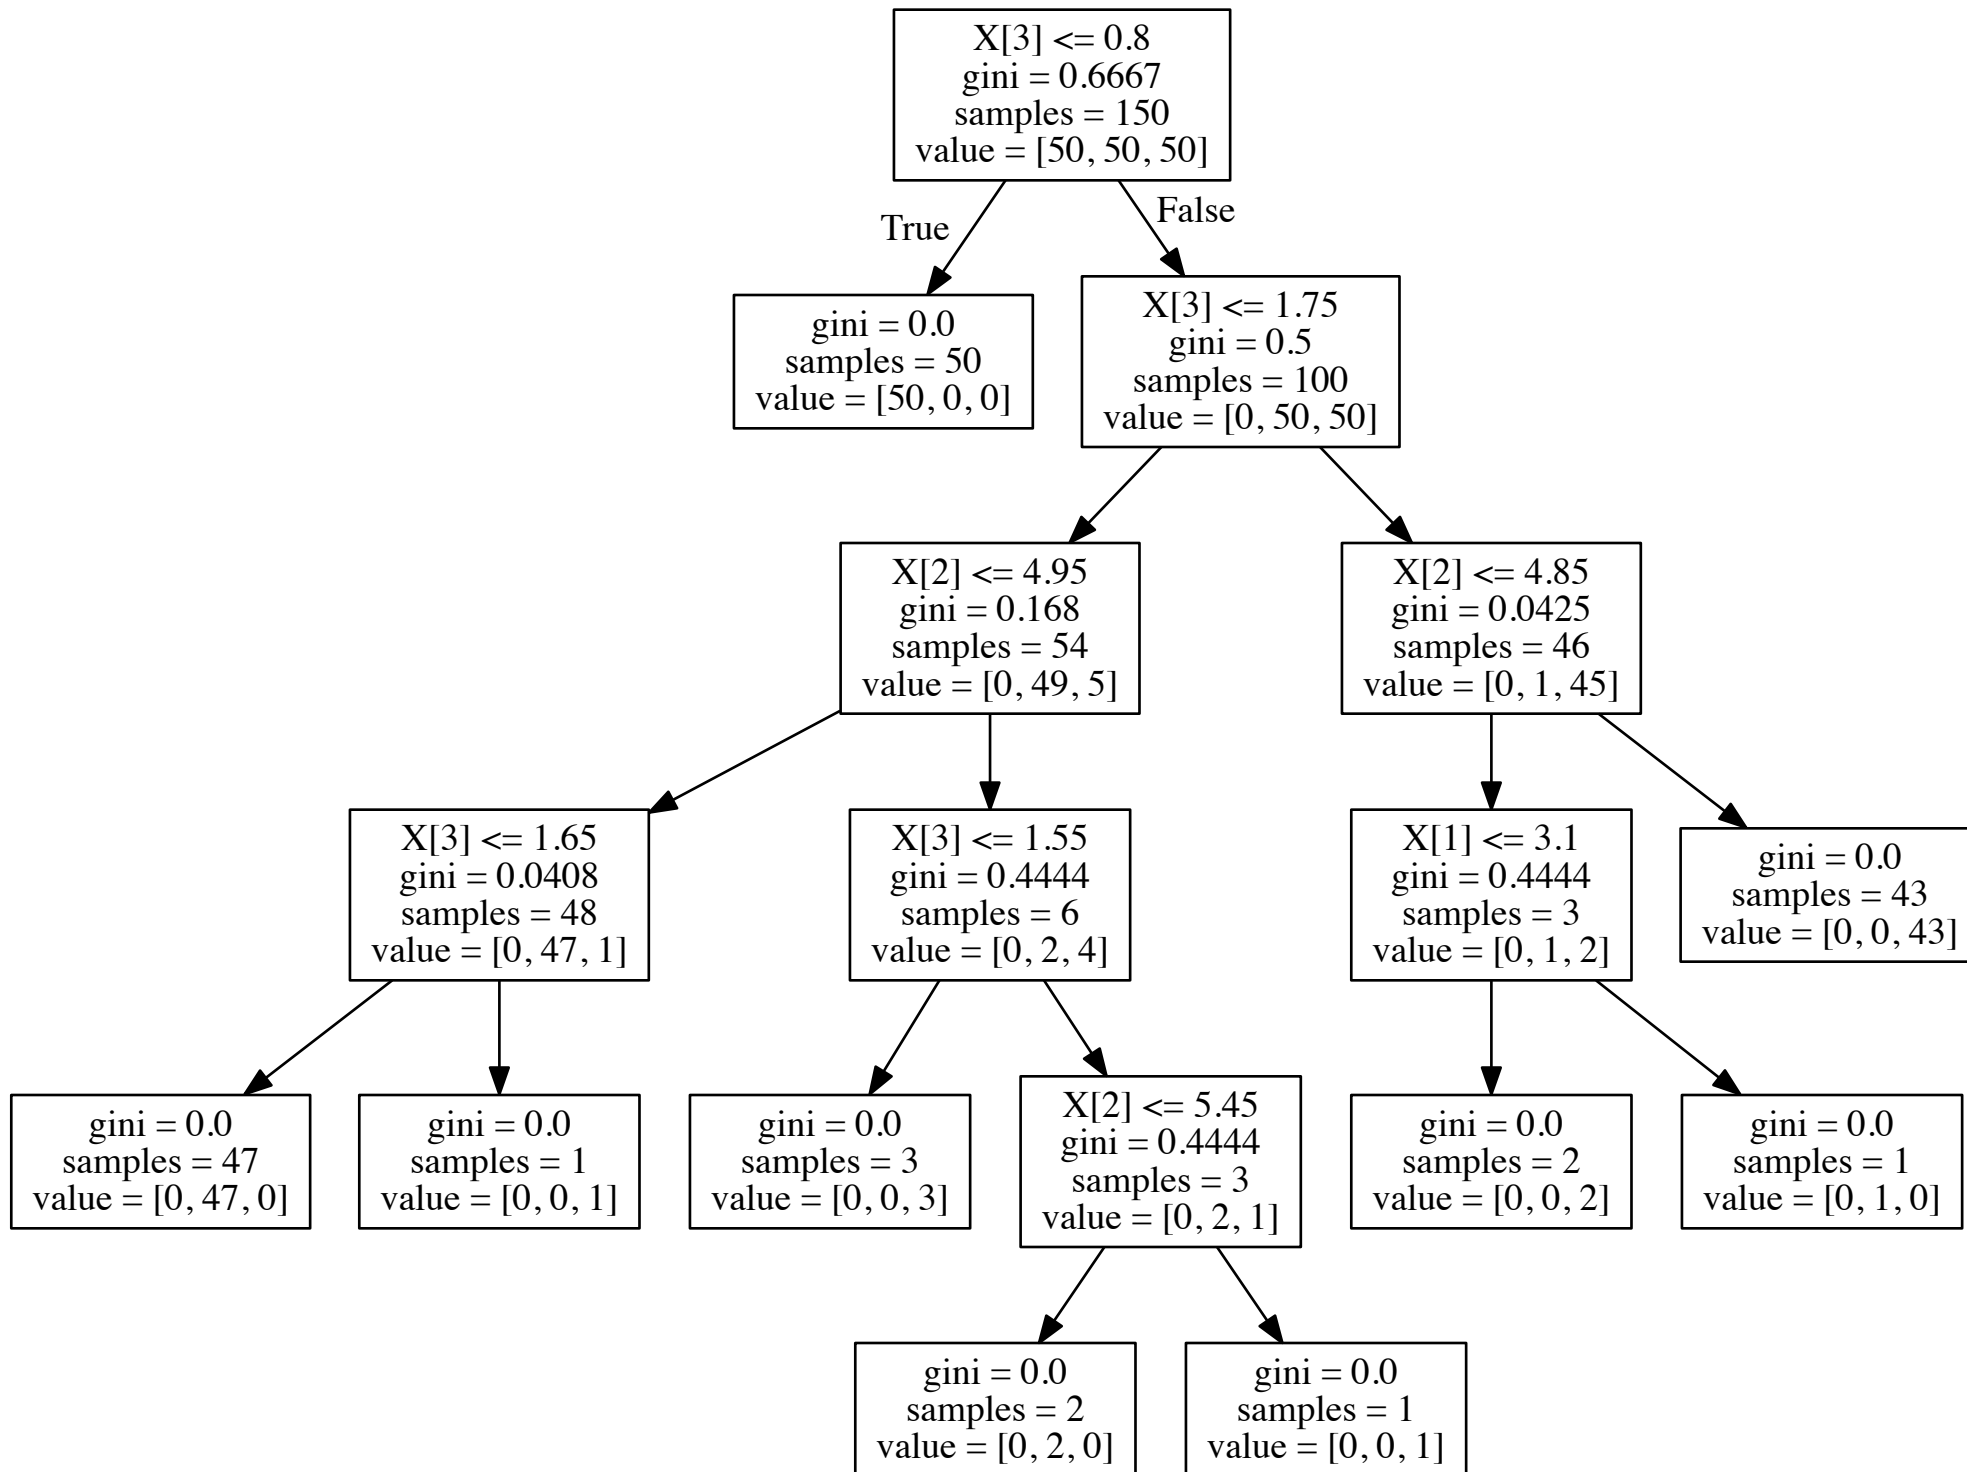 X[3] <= 0.8
gini = 0.6667
samples = 150
value = [50, 50, 50]
True
False
gini = 0.0
samples = 50
value = [50, 0, 0]
X[3] <= 1.75
gini = 0.5
samples = 100
value = [0, 50, 50]
X[2] <= 4.95
gini = 0.168
samples = 54
value = [0, 49, 5]
X[2] <= 4.85
gini = 0.0425
samples = 46
value = [0, 1, 45]
X[3] <= 1.65
gini = 0.0408
samples = 48
value = [0, 47, 1]
X[3] <= 1.55
gini = 0.4444
samples = 6
value = [0, 2, 4]
X[1] <= 3.1
gini = 0.4444
samples = 3
value = [0, 1, 2]
gini = 0.0
samples = 43
value = [0, 0, 43]
gini = 0.0
samples = 47
value = [0, 47, 0]
gini = 0.0
samples = 1
value = [0, 0, 1]
gini = 0.0
samples = 3
value = [0, 0, 3]
X[2] <= 5.45
gini = 0.4444
samples = 3
value = [0, 2, 1]
gini = 0.0
samples = 2
value = [0, 0, 2]
gini = 0.0
samples = 1
value = [0, 1, 0]
gini = 0.0
samples = 2
value = [0, 2, 0]
gini = 0.0
samples = 1
value = [0, 0, 1]